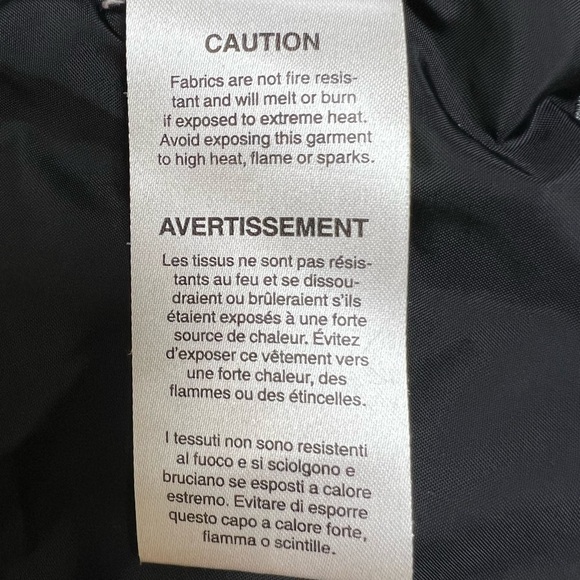 CAUTION
Fabrics are not fire resis-
tant and will melt or burn
if exposed to extreme heat.
Avoid exposing this garment
to high heat, flame or sparks.
AVERTISSEMENT
Les tissus ne sont pas résis-
tants au feu et se dissou-
draient ou brûleraient s'ils
étaient exposés à une forte
source de chaleur. Évitez
d'exposer ce vêtement vers
une forte chaleur, des
flammes ou des étincelles.
I tessuti non sono resistenti
al fuoco e si sciolgono e
bruciano se esposti a calore
estremo. Evitare di esporre
questo capo a calore forte,
fiamma o scintille.